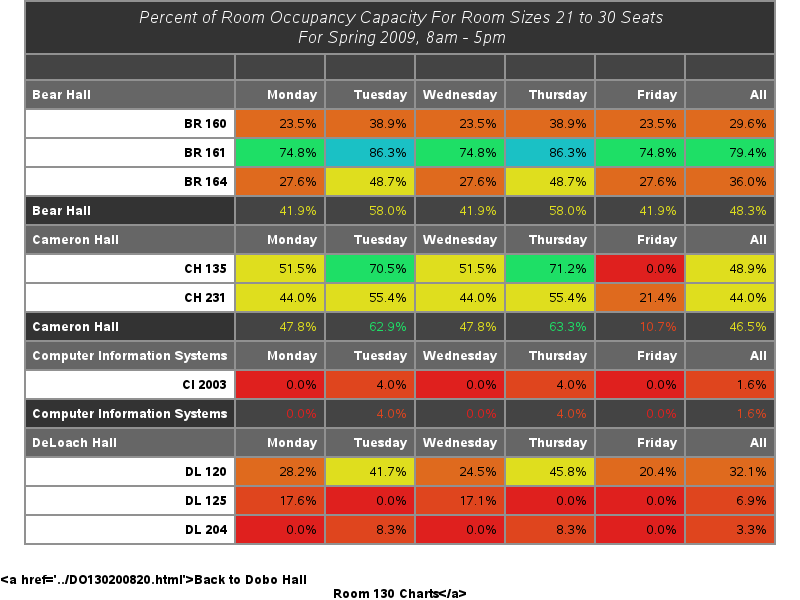 Percent of Room Occupancy Capacity For Room Sizes 21 to 30 Seats
For Spring 2009, 8am - 5pm
Bear Hall Monday Tuesday Wednesday Thursday Friday All
BR 160 23.5% 38.9% 23.5% 38.9% 23.5% 29.6%
BR 161 74.8% 86.3% 74.8% 86.3% 74.8% 79.4%
BR 164 27.6% 48.7% 27.6% 48.7% 27.6% 36.0%
Bear Hall 41.9% 58.0% 41.9% 58.0% 41.9% 48.3%
Cameron Hall Monday Tuesday Wednesday Thursday Friday All
CH 135 51.5% 70.5% 51.5% 71.2% 0.0% 48.9%
CH 231 44.0% 55.4% 44.0% 55.4% 21.4% 44.0%
Cameron Hall 47.8% 62.9% 47.8% 63.3% 10.7% 46.5%
Computer Information Systems Monday Tuesday Wednesday Thursday Friday All
CI 2003 0.0% 4.0% 0.0% 4.0% 0.0% 1.6%
Computer Information Systems 0.0% 4.0% 0.0% 4.0% 0.0% 1.6%
DeLoach Hall Monday Tuesday Wednesday Thursday Friday All
DL 120 28.2% 41.7% 24.5% 45.8% 20.4% 32.1%
DL 125 17.6% 0.0% 17.1% 0.0% 0.0% 6.9%
DL 204 0.0% 8.3% 0.0% 8.3% 0.0% 3.3%
<a href='../DO130200820.html'>Back to Dobo Hall
Room 130 Charts</a>